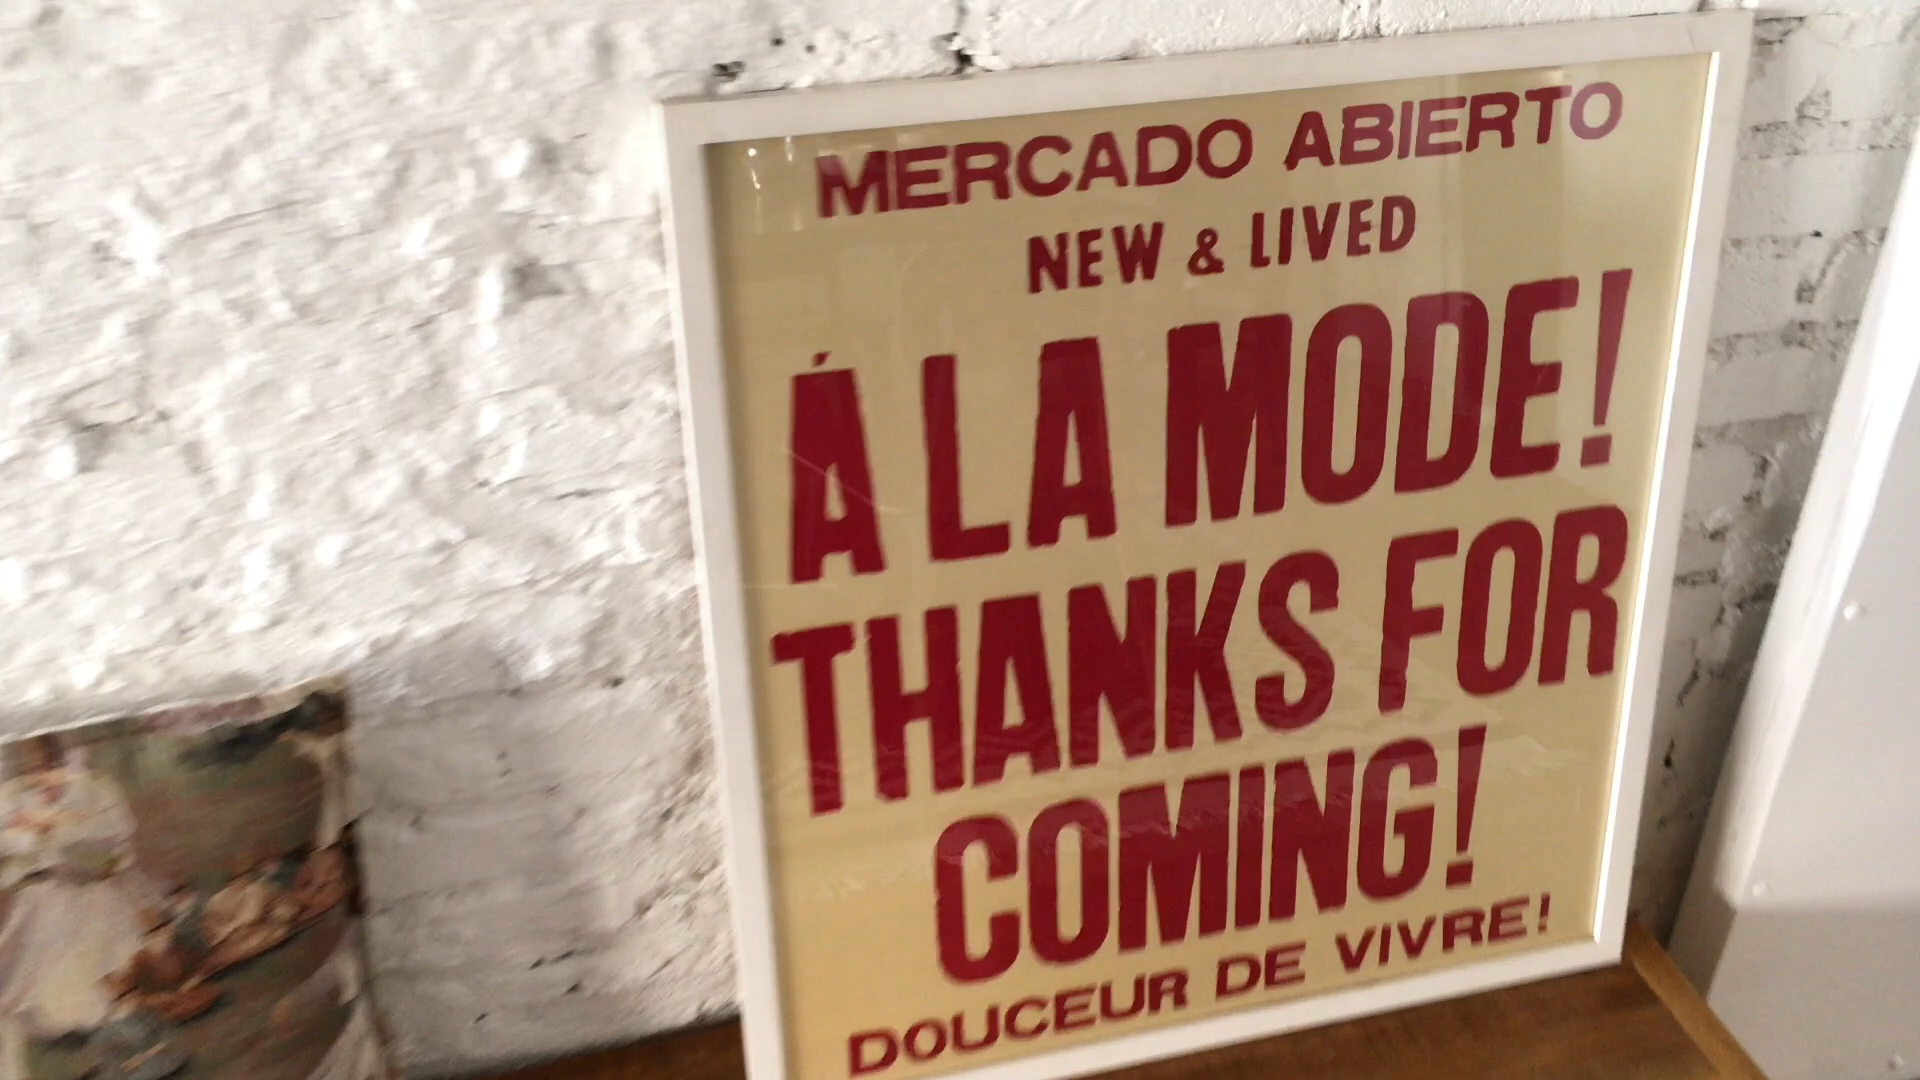 MERCADO ABIERTO
NEW & LIVED
Á LA MODE!
THANKS FOR
COMING!
DOUCEUR DE VIVRE!